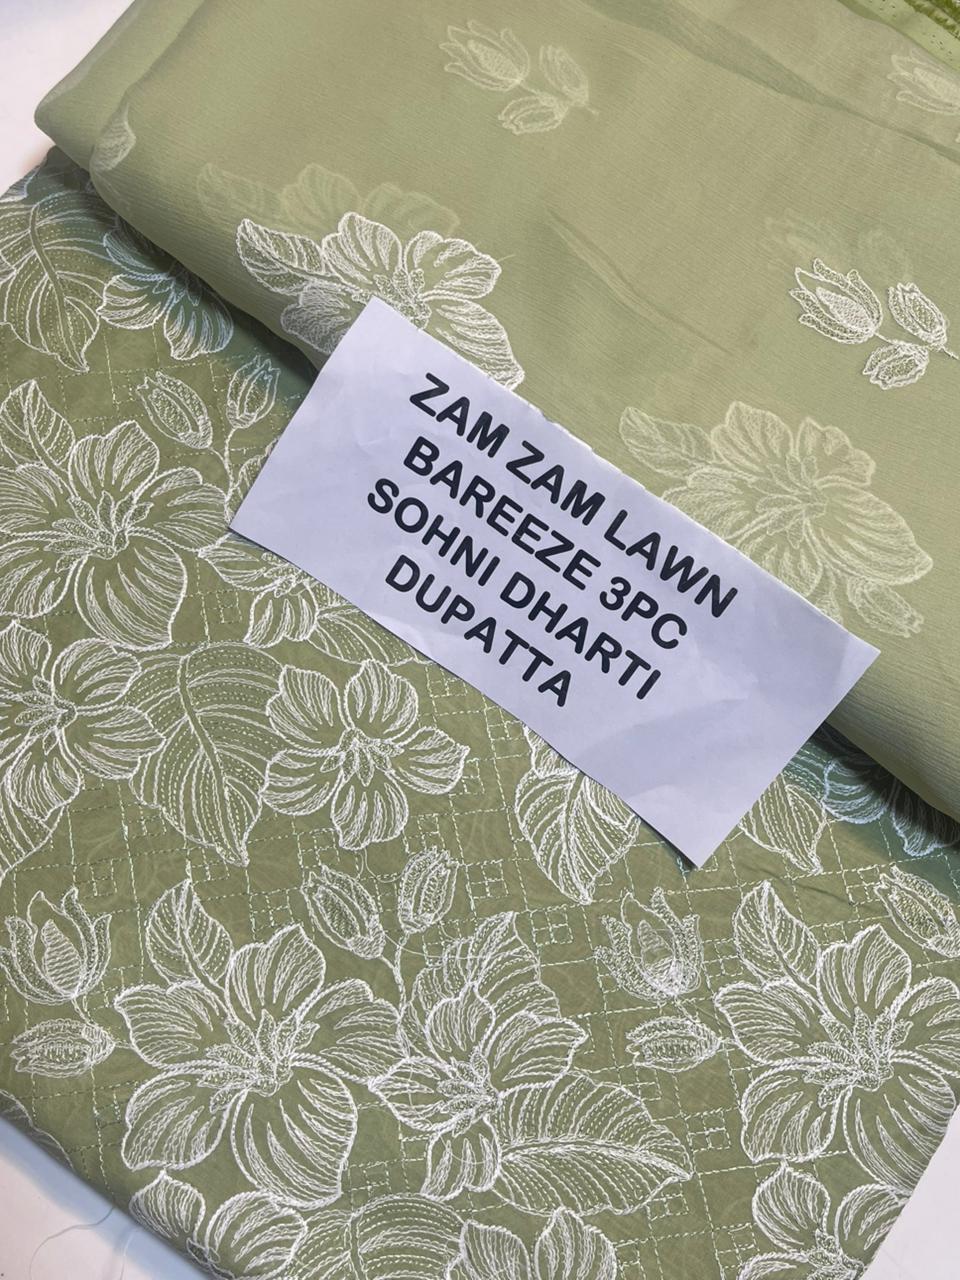 ZAM ZAM LAWN
BAREEZE 3PC
SOHNI DHARTI
DUPATTA